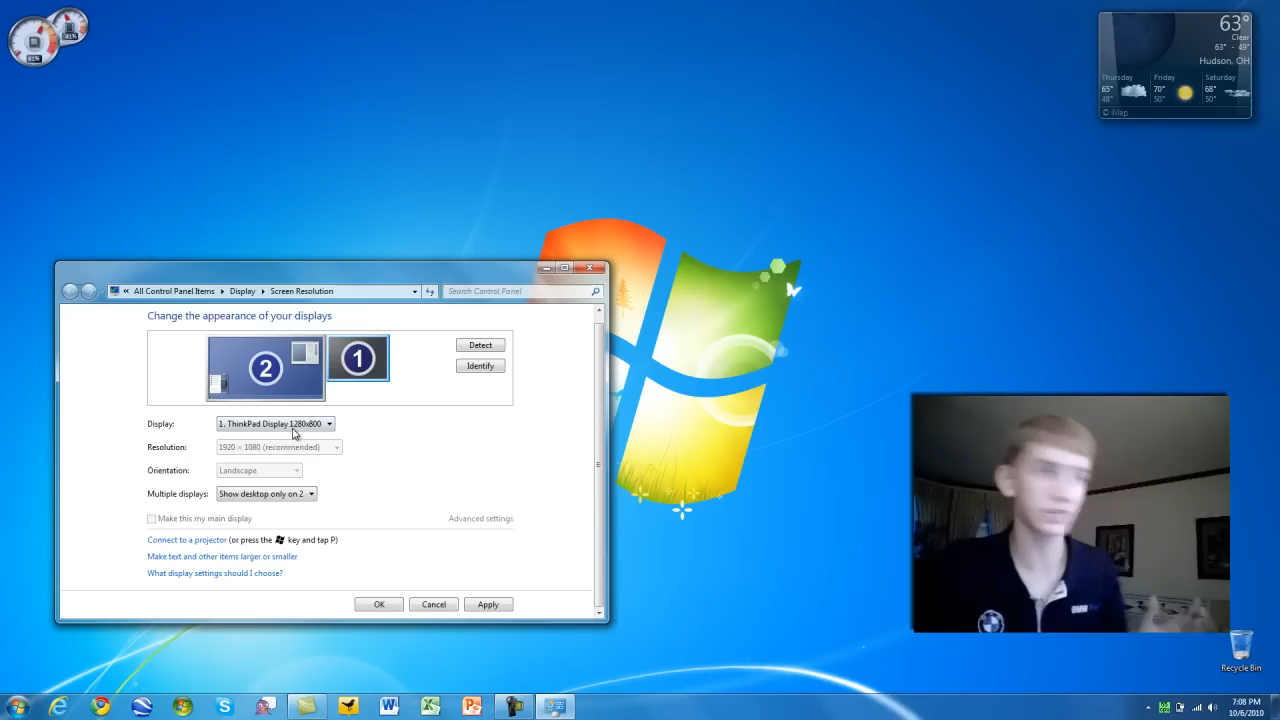 41%
61%
63°
Clear
63° - 49°
Hudson, OH
Thursday Friday Saturday
65° 70° 68°
48° 50° 50°
© iMap
All Control Panel Items Display Screen Resolution
Search Control Panel
Change the appearance of your displays
2 1
Detect
Identify
Display: 1. ThinkPad Display 1280x800
Resolution: 1920 × 1080 (recommended)
Orientation: Landscape
Multiple displays: Show desktop only on 2
Make this my main display Advanced settings
Connect to a projector (or press the key and tap P)
Make text and other items larger or smaller
What display settings should I choose?
OK Cancel Apply
BMW
Recycle Bin
7:08 PM
10/6/2010